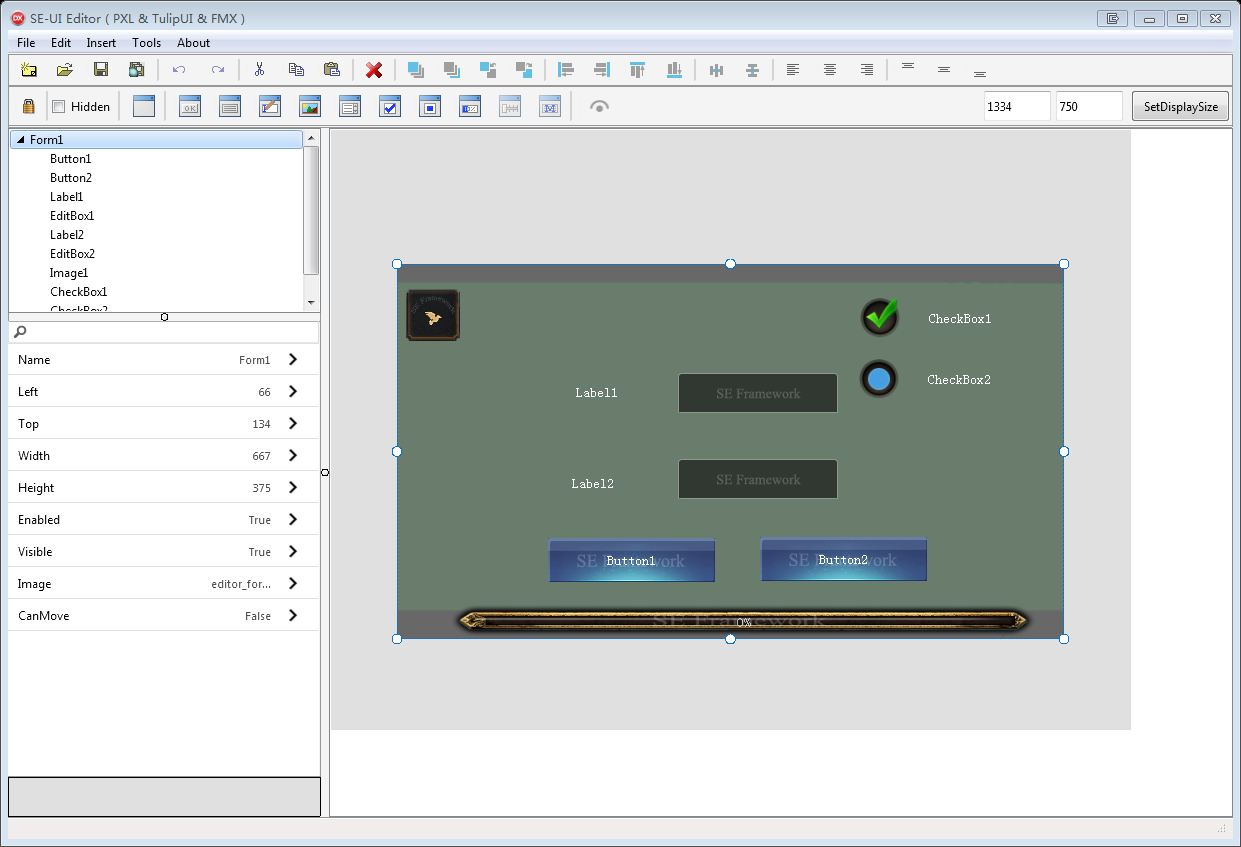 SE-UI Editor ( PXL & TulipUI & FMX )
File Edit Insert Tools About
Hidden
OK
1334 750 SetDisplaySize
Form1
Button1
Button2
Label1
EditBox1
Label2
EditBox2
Image1
CheckBox1
CheckBox2
Name Form1
Left 66
Top 134
Width 667
Height 375
Enabled True
Visible True
Image editor_for...
CanMove False
SE Framework
CheckBox1
CheckBox2
Label1 SE Framework
Label2 SE Framework
Button1 Button2
SE Framework
0%